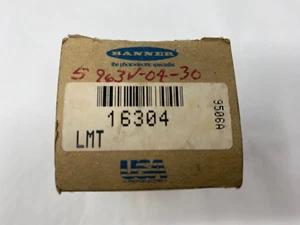 BANNER
the photoelectric specialist
5 963V-04-30
16304
9506A
LMT
USA